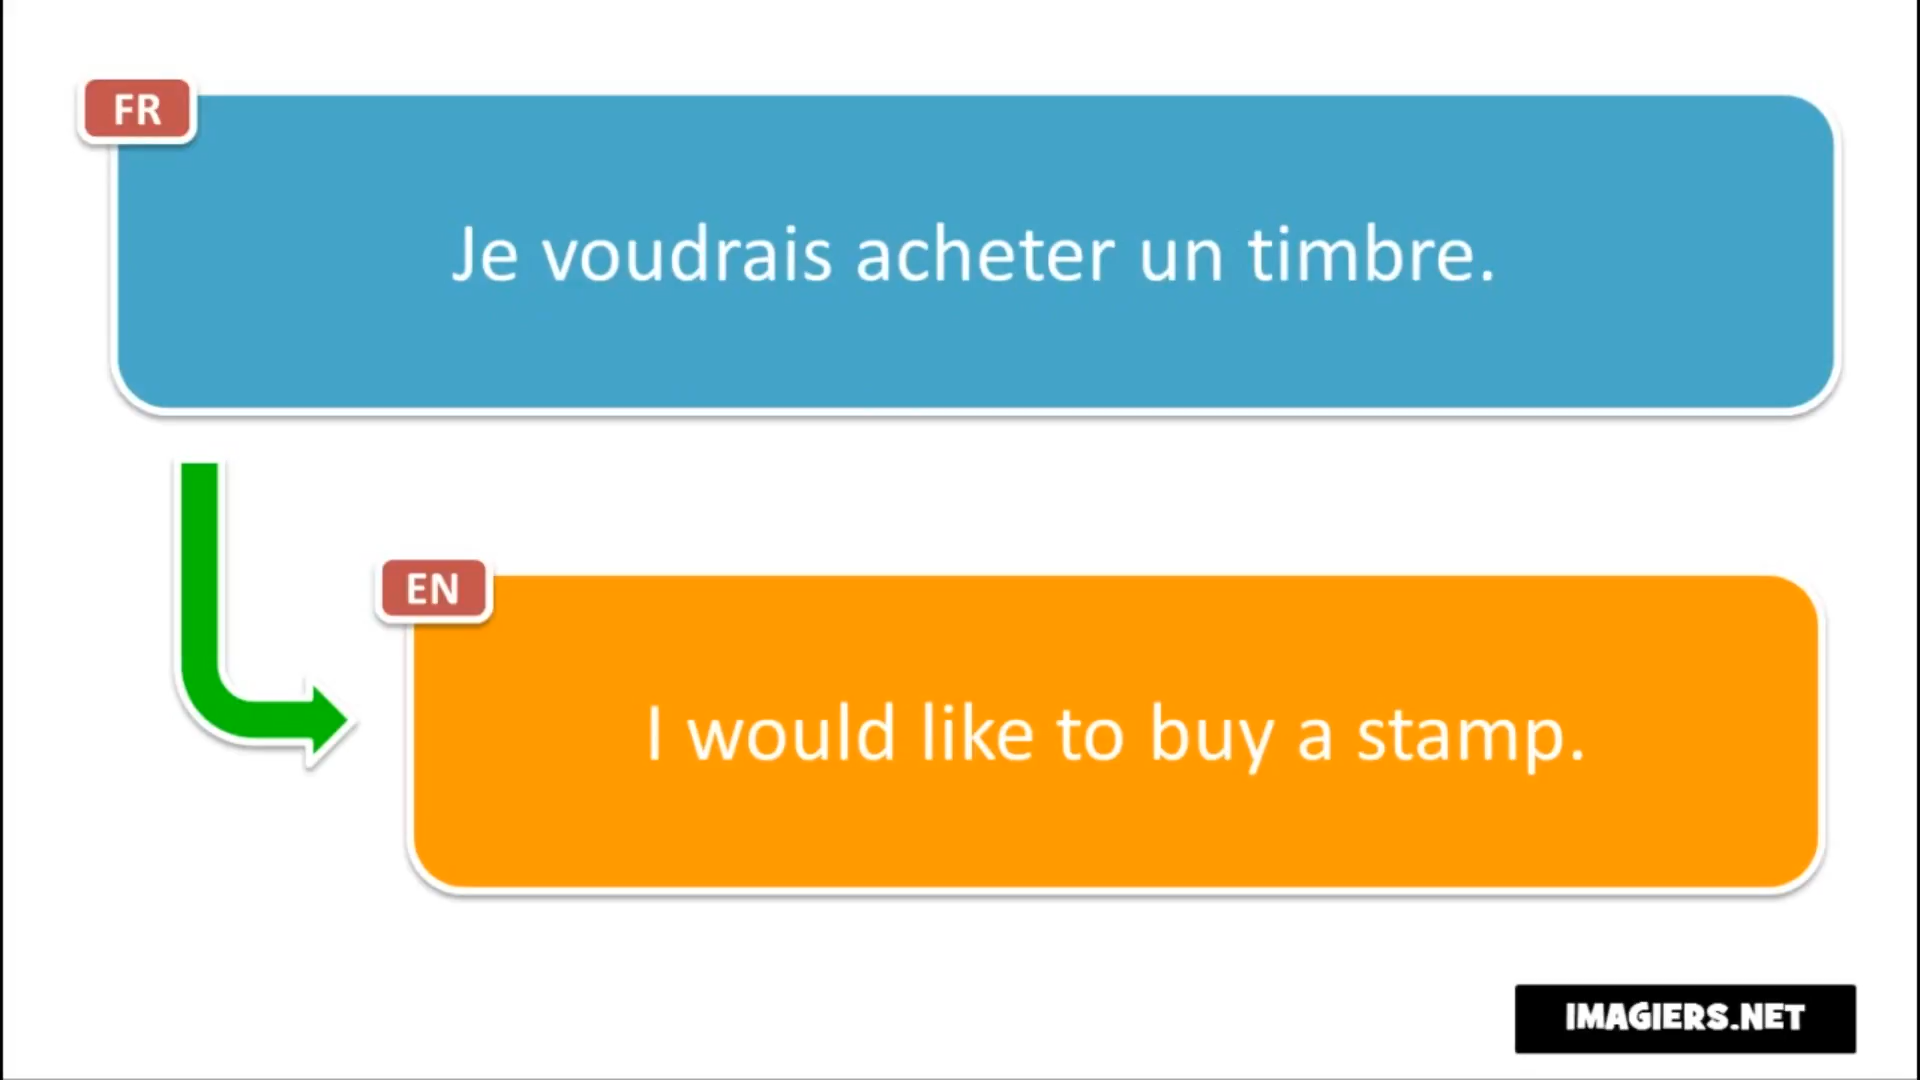 FR
Je voudrais acheter un timbre.
EN
I would like to buy a stamp.
IMAGIERS.NET